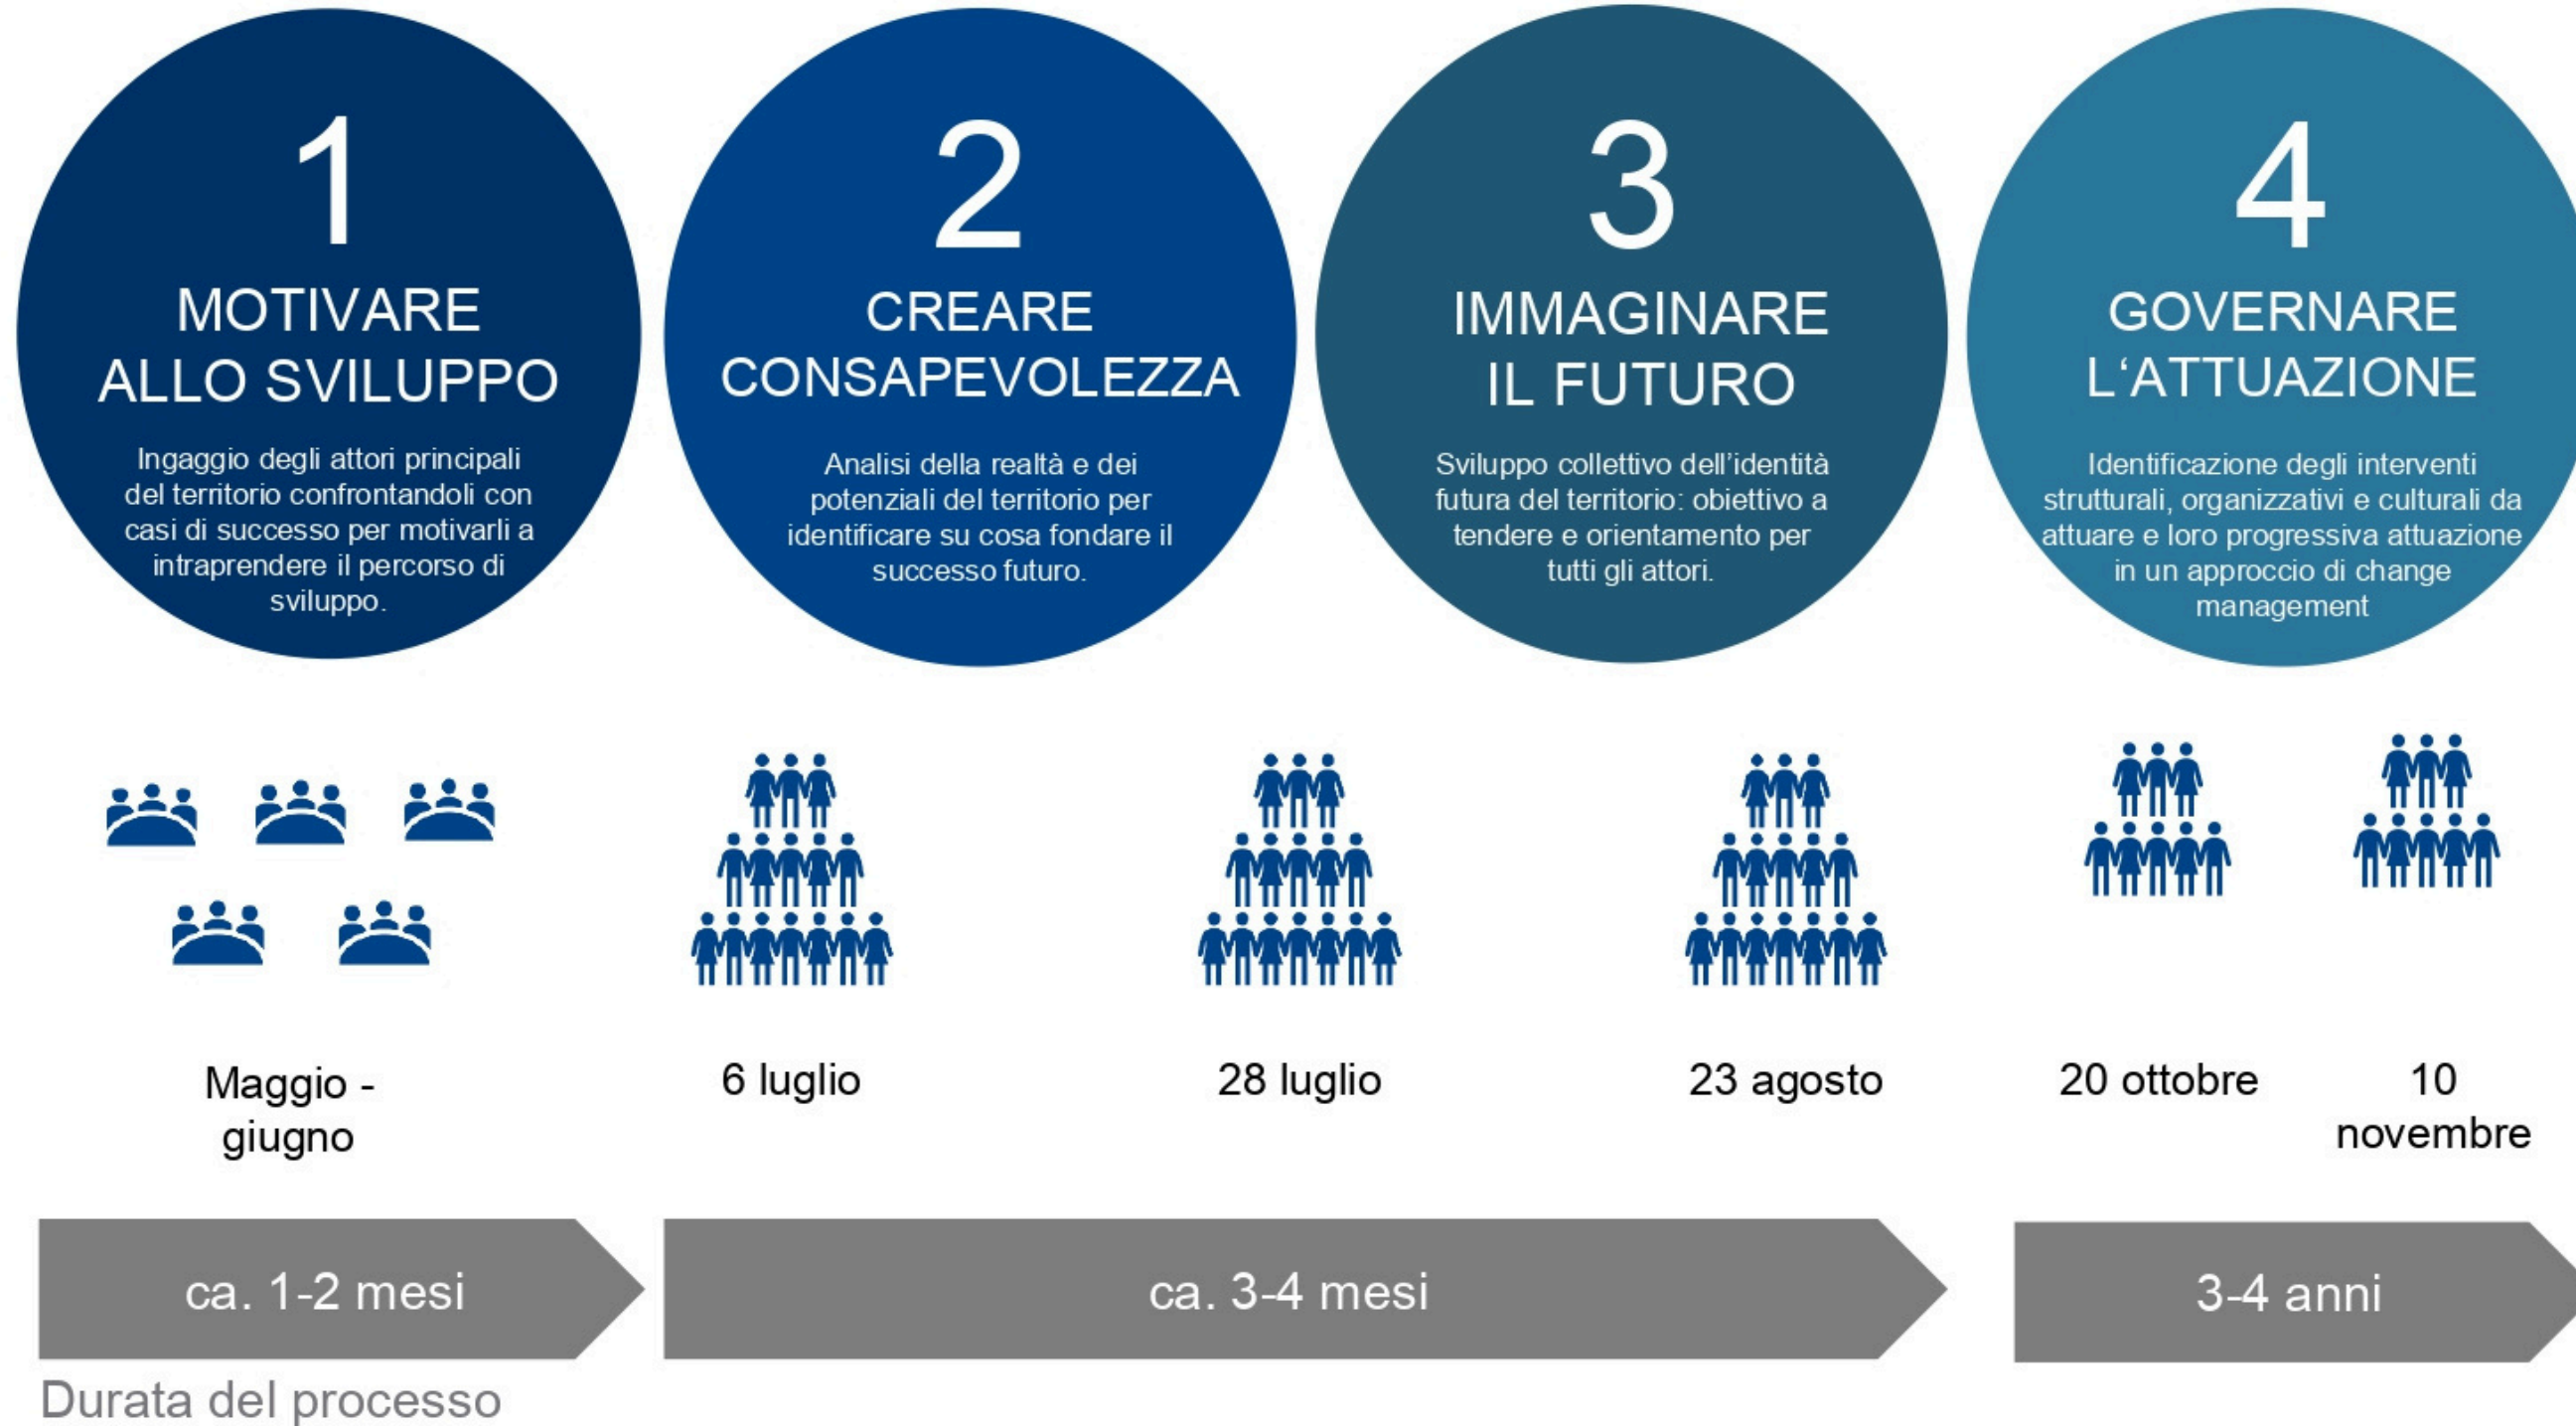 1
MOTIVARE
ALLO SVILUPPO
Ingaggio degli attori principali
del territorio confrontandoli con
casi di successo per motivarli a
intraprendere il percorso di
sviluppo.
2
CREARE
CONSAPEVOLEZZA
Analisi della realtà e dei
potenziali del territorio per
identificare su cosa fondare il
successo futuro.
3
IMMAGINARE
IL FUTURO
Sviluppo collettivo dell’identità
futura del territorio: obiettivo a
tendere e orientamento per
tutti gli attori.
4
GOVERNARE
L‘ATTUAZIONE
Identificazione degli interventi
strutturali, organizzativi e culturali da
attuare e loro progressiva attuazione
in un approccio di change
management
Maggio -
giugno
6 luglio
28 luglio
23 agosto
20 ottobre
10
novembre
ca. 1-2 mesi
ca. 3-4 mesi
3-4 anni
Durata del processo